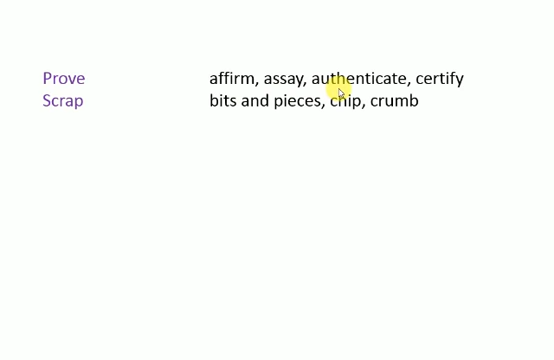 Prove affirm, assay, authenticate, certify
Scrap bits and pieces, chip, crumb